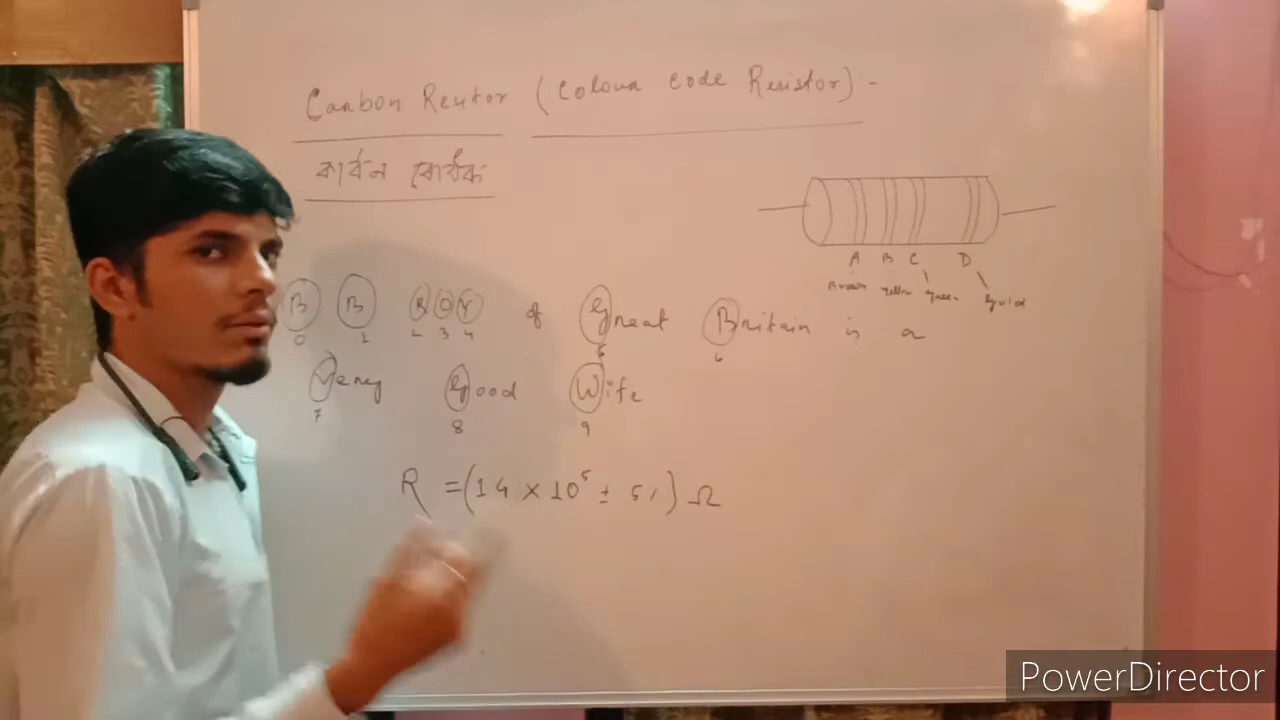 Carbon Resistor (Colour code Resistor) -
কার্বন রোধক
A B C D
Brown Yellow Green Gold
B B R O Y of Great Britain is a
0 1 2 3 4 5 6
Very Good Wife
7 8 9
R = (14 × 10⁵ ± 5%) Ω
PowerDirector